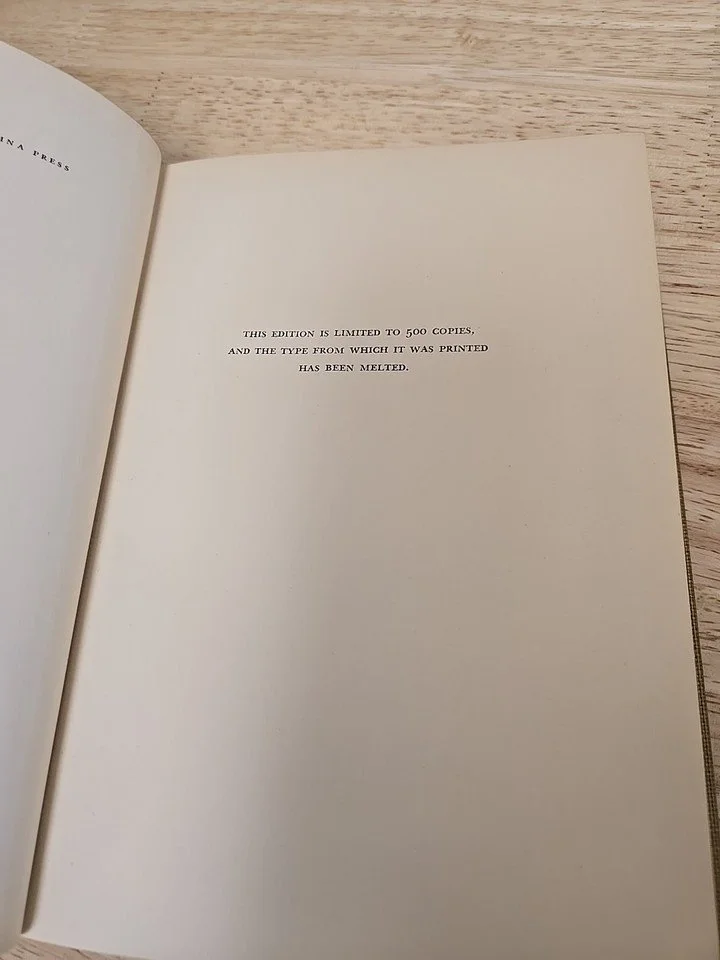 INA PRESS
THIS EDITION IS LIMITED TO 500 COPIES,
AND THE TYPE FROM WHICH IT WAS PRINTED
HAS BEEN MELTED.